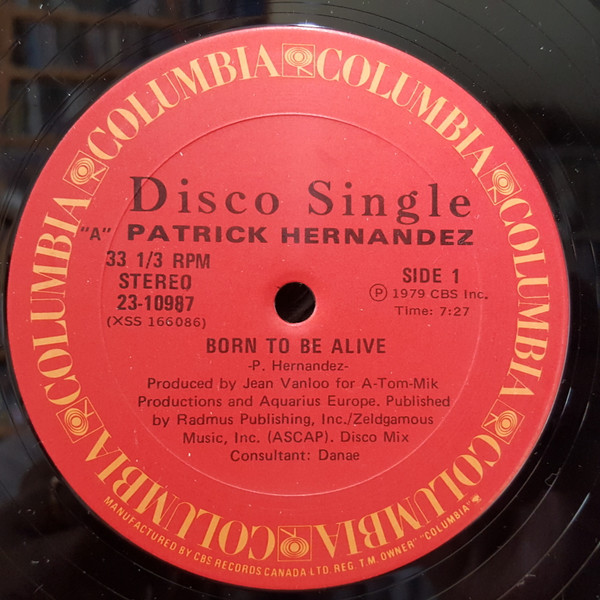 COLUMBIA COLUMBIA COLUMBIA COLUMBIA COLUMBIA COLUMBIA COLUMBIA
Disco Single
"A" PATRICK HERNANDEZ
33 1/3 RPM
STEREO
23-10987
(XSS 166086)
SIDE 1
Ⓟ 1979 CBS Inc.
Time: 7:27
BORN TO BE ALIVE
-P. Hernandez-
Produced by Jean Vanloo for A-Tom-Mik
Productions and Aquarius Europe. Published
by Radmus Publishing, Inc./Zeldgamous
Music, Inc. (ASCAP). Disco Mix
Consultant: Danae
MANUFACTURED BY CBS RECORDS CANADA LTD. REG. T.M. OWNER "COLUMBIA"